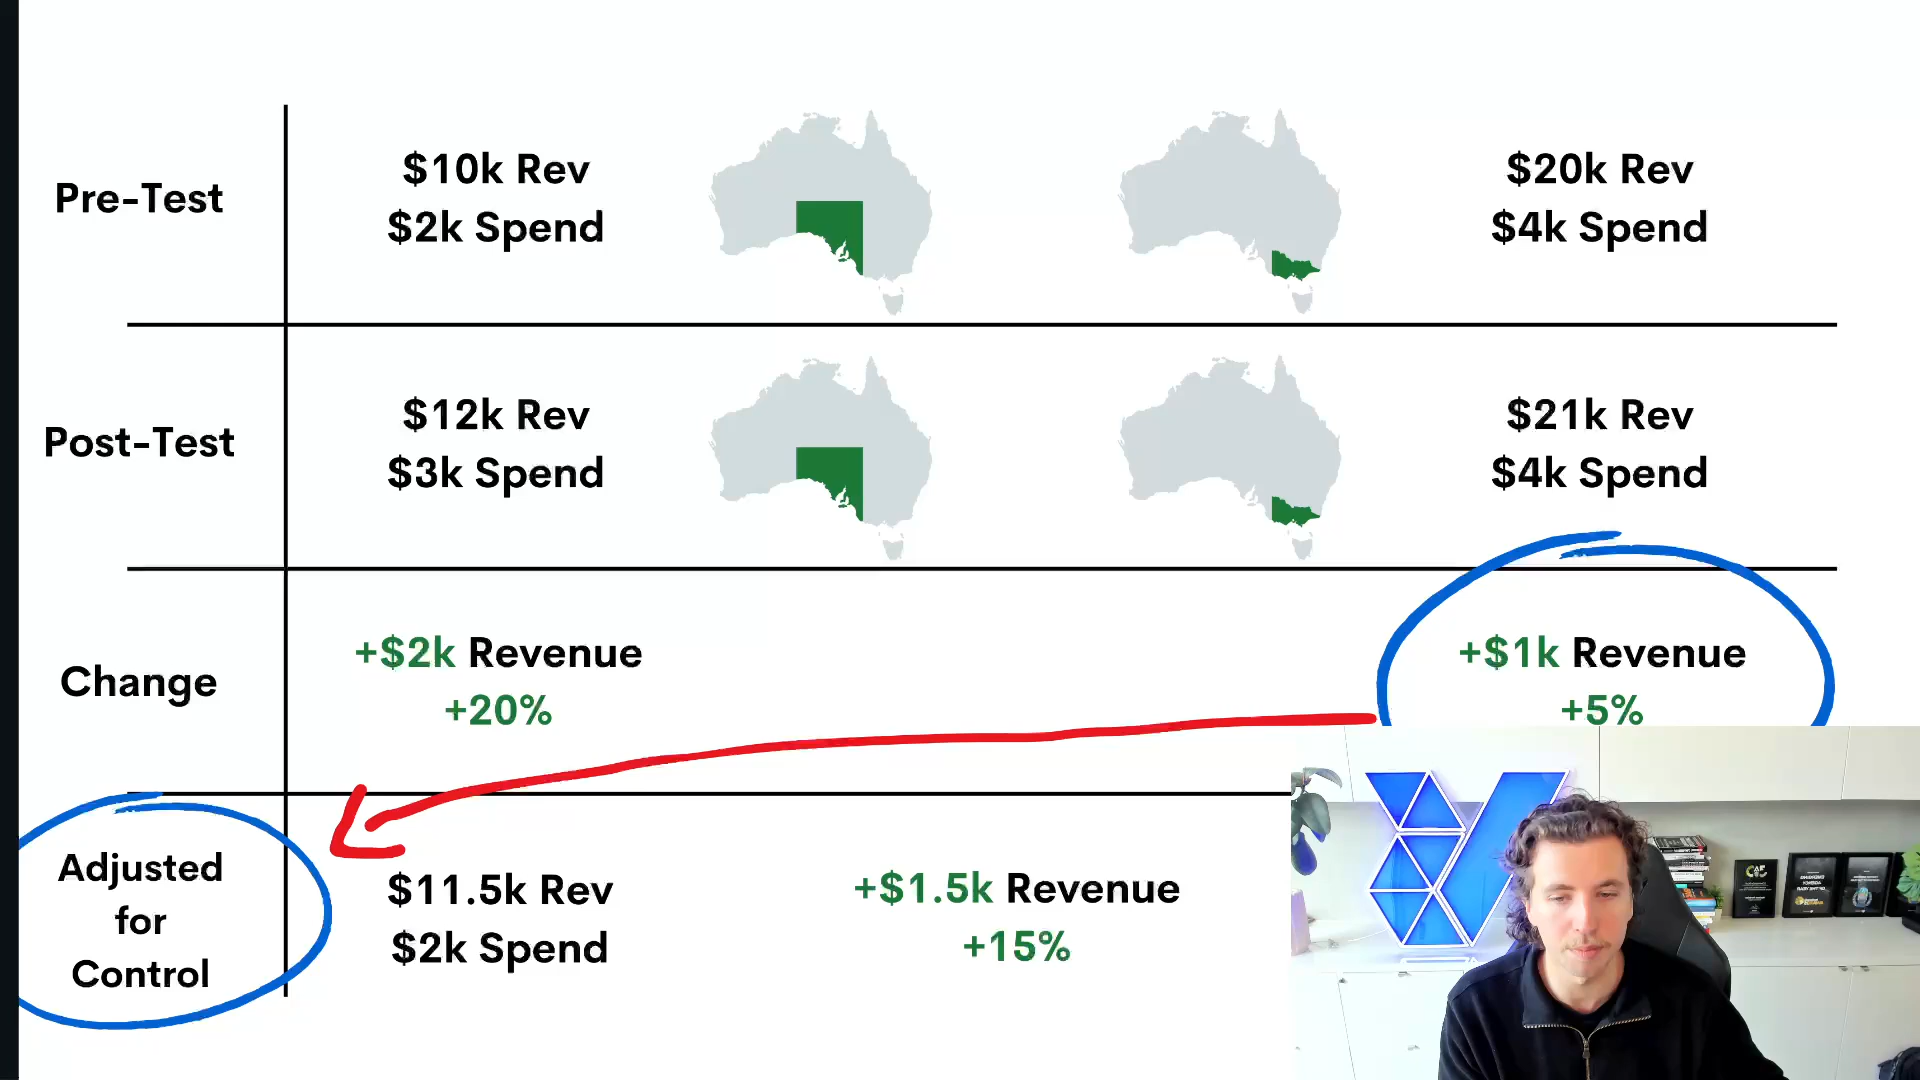 Pre-Test
$10k Rev
$2k Spend
$20k Rev
$4k Spend
Post-Test
$12k Rev
$3k Spend
$21k Rev
$4k Spend
Change
+$2k Revenue
+20%
+$1k Revenue
+5%
Adjusted
for
Control
$11.5k Rev
$2k Spend
+$1.5k Revenue
+15%